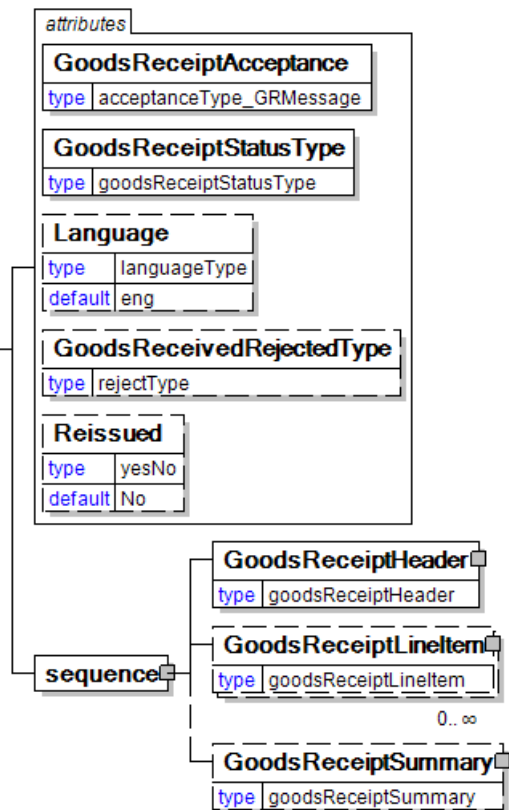 attributes
GoodsReceiptAcceptance
type acceptanceType_GRMessage
GoodsReceiptStatusType
type goodsReceiptStatusType
Language
type languageType
default eng
GoodsReceivedRejectedType
type rejectType
Reissued
type yesNo
default No
GoodsReceiptHeader
type goodsReceiptHeader
sequence
GoodsReceiptLineItem
type goodsReceiptLineItem
0.. ∞
GoodsReceiptSummary
type goodsReceiptSummary